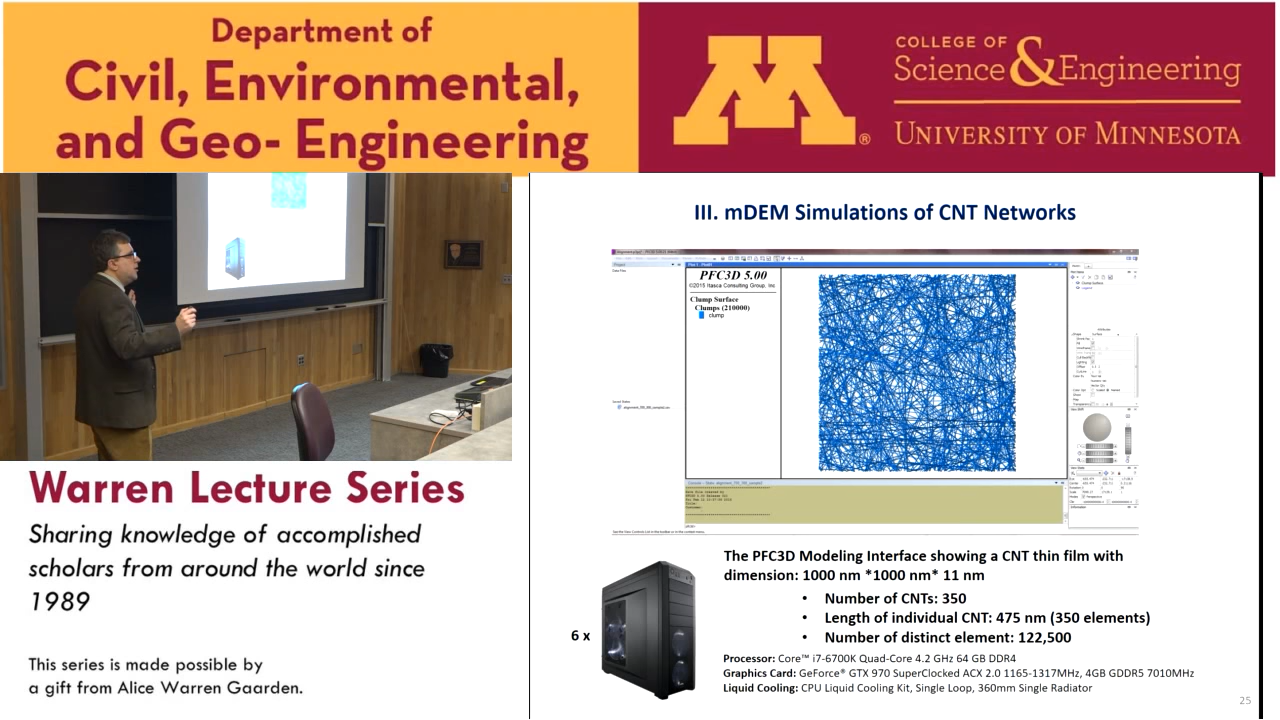 Department of
Civil, Environmental,
and Geo- Engineering
M®
COLLEGE OF
Science & Engineering
UNIVERSITY OF MINNESOTA
III. mDEM Simulations of CNT Networks
PFC3D 5.00
©2015 Itasca Consulting Group, Inc
Clump Surface
Clumps (210000)
clump
The PFC3D Modeling Interface showing a CNT thin film with
dimension: 1000 nm *1000 nm* 11 nm
• Number of CNTs: 350
• Length of individual CNT: 475 nm (350 elements)
• Number of distinct element: 122,500
6 x
Processor: Core™ i7-6700K Quad-Core 4.2 GHz 64 GB DDR4
Graphics Card: GeForce® GTX 970 SuperClocked ACX 2.0 1165-1317MHz, 4GB GDDR5 7010MHz
Liquid Cooling: CPU Liquid Cooling Kit, Single Loop, 360mm Single Radiator
25
Warren Lecture Series
Sharing knowledge of accomplished
scholars from around the world since
1989
This series is made possible by
a gift from Alice Warren Gaarden.